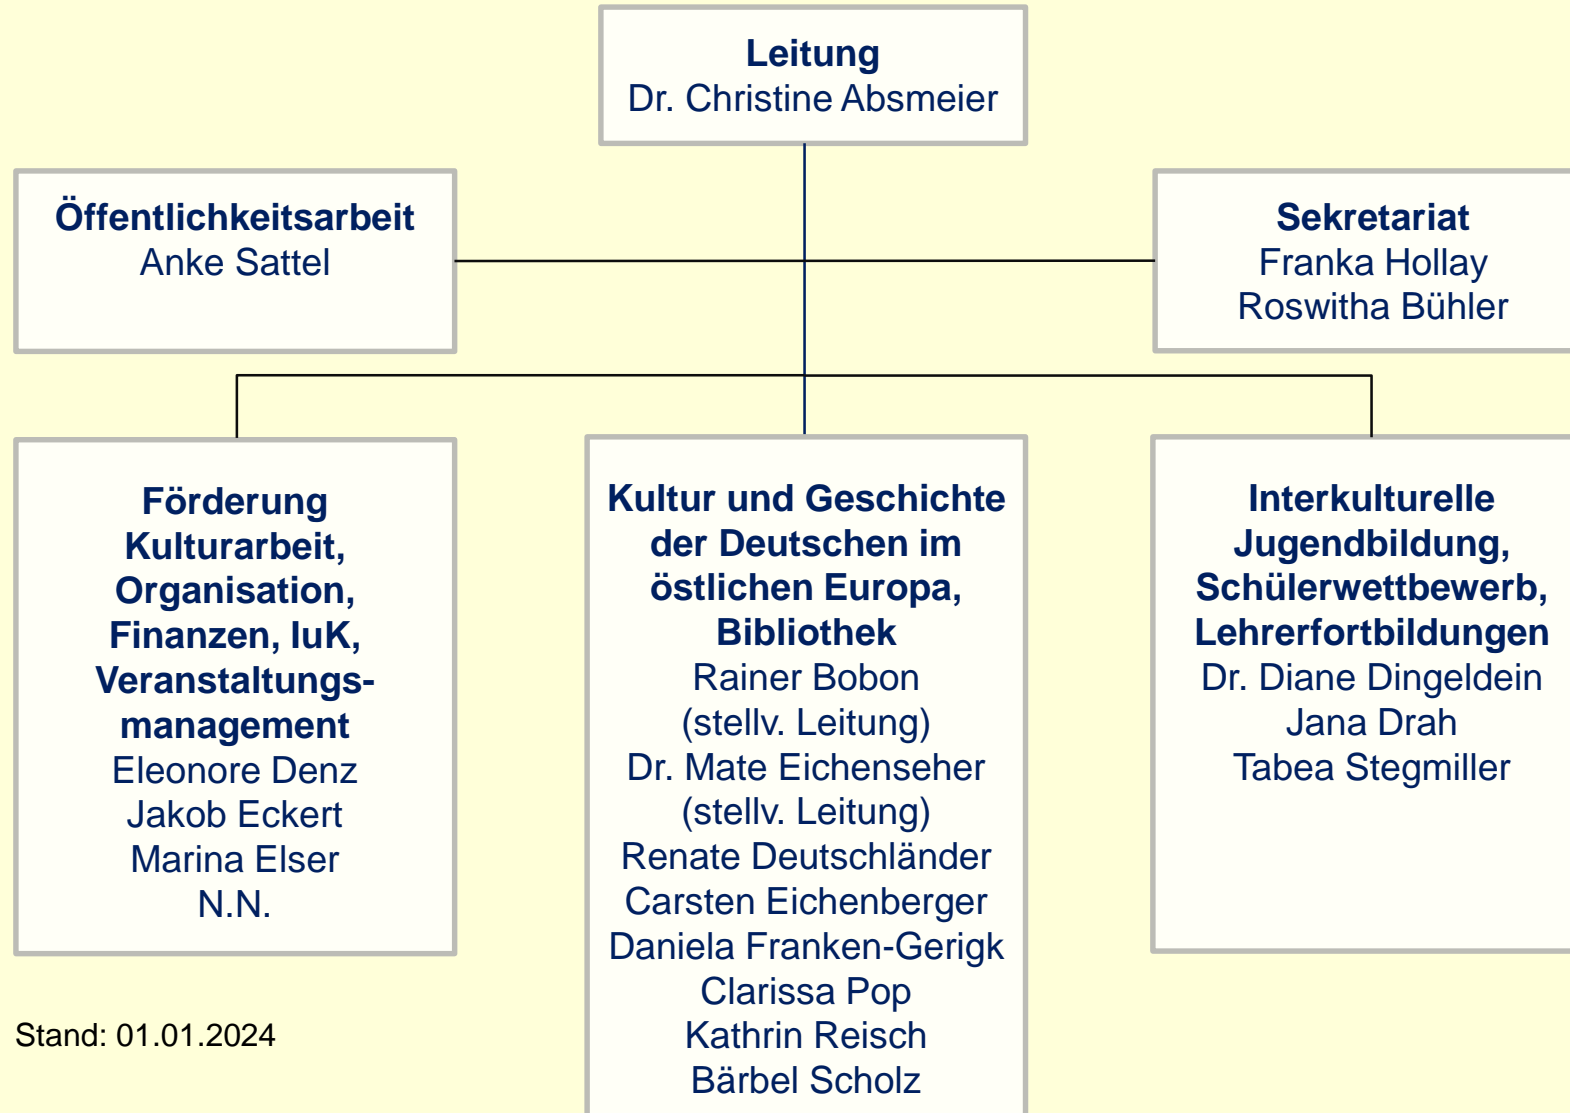 Leitung
Dr. Christine Absmeier
Öffentlichkeitsarbeit
Anke Sattel
Sekretariat
Franka Hollay
Roswitha Bühler
Förderung
Kulturarbeit,
Organisation,
Finanzen, IuK,
Veranstaltungs-
management
Eleonore Denz
Jakob Eckert
Marina Elser
N.N.
Kultur und Geschichte
der Deutschen im
östlichen Europa,
Bibliothek
Rainer Bobon
(stellv. Leitung)
Dr. Mate Eichenseher
(stellv. Leitung)
Renate Deutschländer
Carsten Eichenberger
Daniela Franken-Gerigk
Clarissa Pop
Kathrin Reisch
Bärbel Scholz
Interkulturelle
Jugendbildung,
Schülerwettbewerb,
Lehrerfortbildungen
Dr. Diane Dingeldein
Jana Drah
Tabea Stegmiller
Stand: 01.01.2024